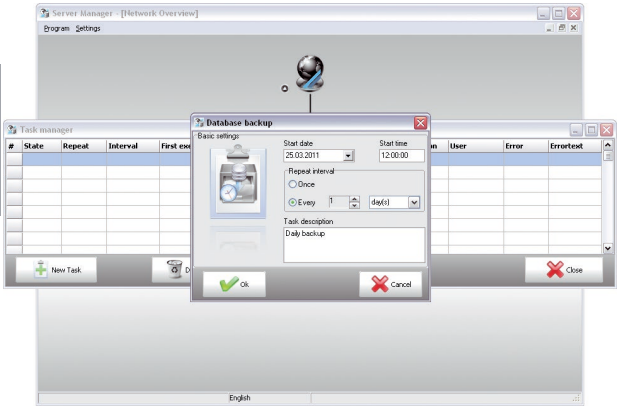 Server Manager - [Network Overview]
Program Settings
Task manager
# State Repeat Interval First exe
User Error Errortext
Database backup
Basic settings
Start date Start time
25.03.2011 12:00:00
Repeat interval
Once
Every 1 day(s)
Task description
Daily backup
New Task
Close
Ok Cancel
English